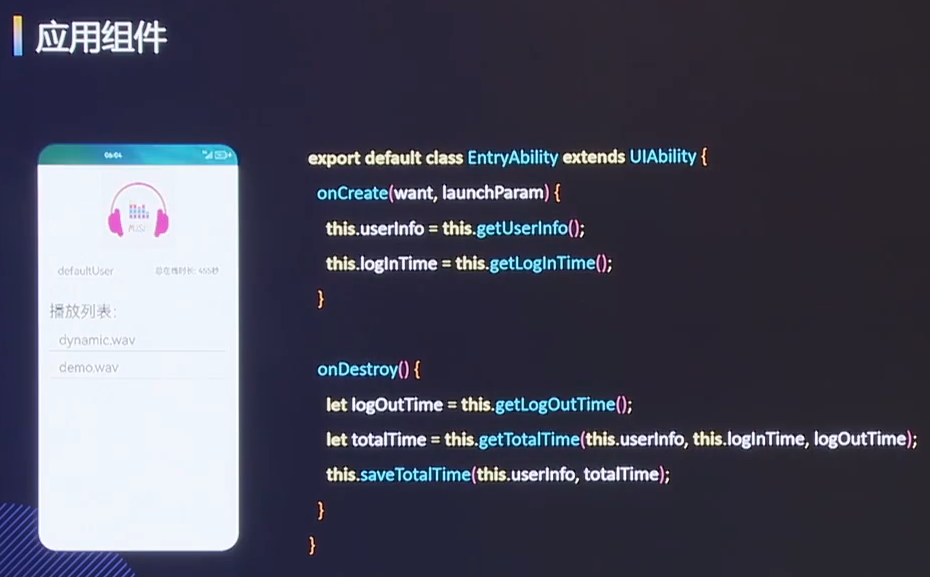 应用组件
06:04
defaultUser
总在线时长: 455秒
播放列表:
dynamic.wav
demo.wav
export default class EntryAbility extends UIAbility {
onCreate(want, launchParam) {
this.userInfo = this.getUserInfo();
this.logInTime = this.getLogInTime();
}
onDestroy() {
let logOutTime = this.getLogOutTime();
let totalTime = this.getTotalTime(this.userInfo, this.logInTime, logOutTime);
this.saveTotalTime(this.userInfo, totalTime);
}
}